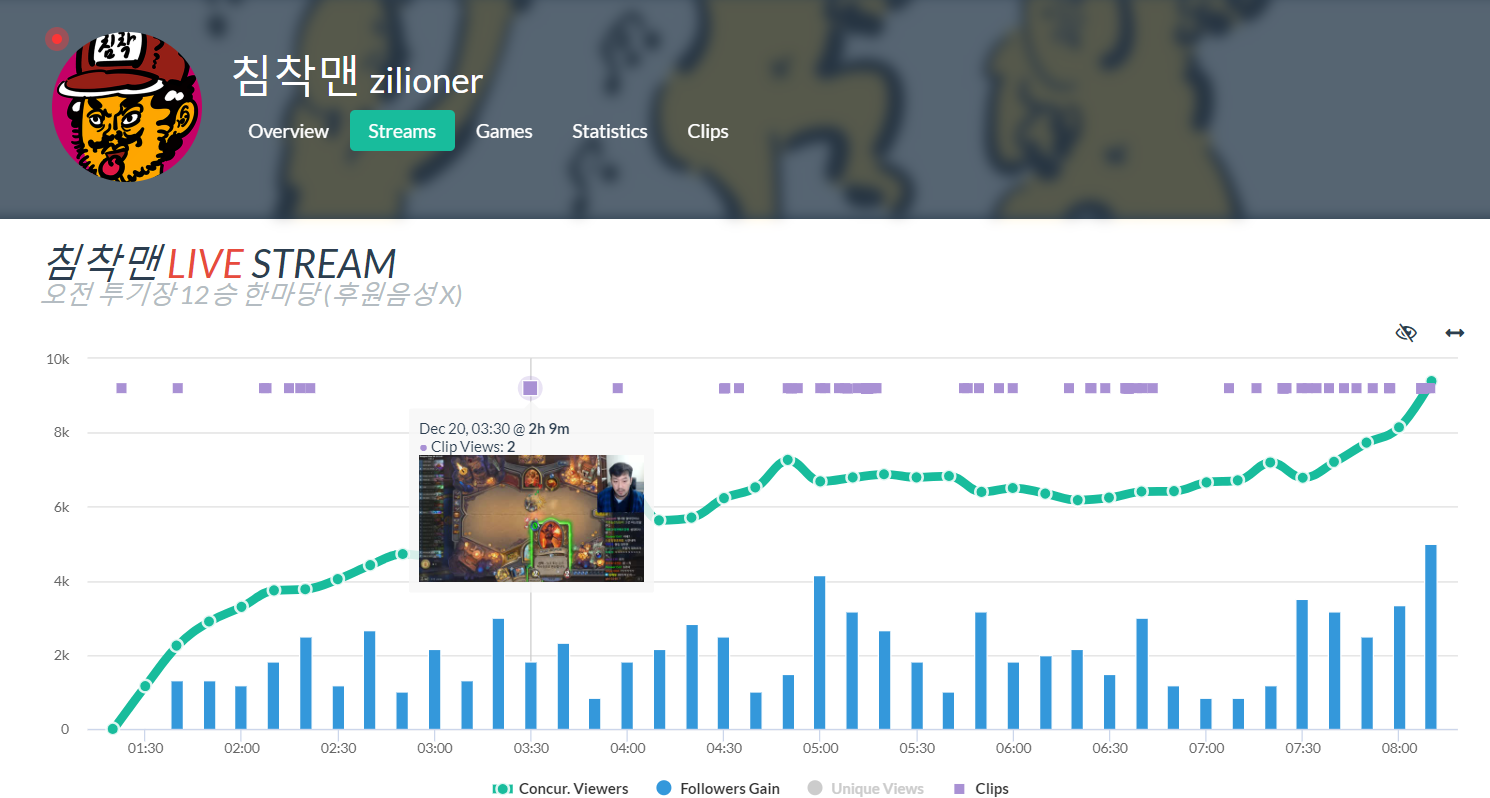 침착
침착맨 zilioner
Overview Streams Games Statistics Clips
침착맨 LIVE STREAM
오전 투기장 12승 한마당 (후원음성 X)
10k
8k
6k
4k
2k
0
Dec 20, 03:30 @ 2h 9m
Clip Views: 2
01:30 02:00 02:30 03:00 03:30 04:00 04:30 05:00 05:30 06:00 06:30 07:00 07:30 08:00
Concur. Viewers Followers Gain Unique Views Clips